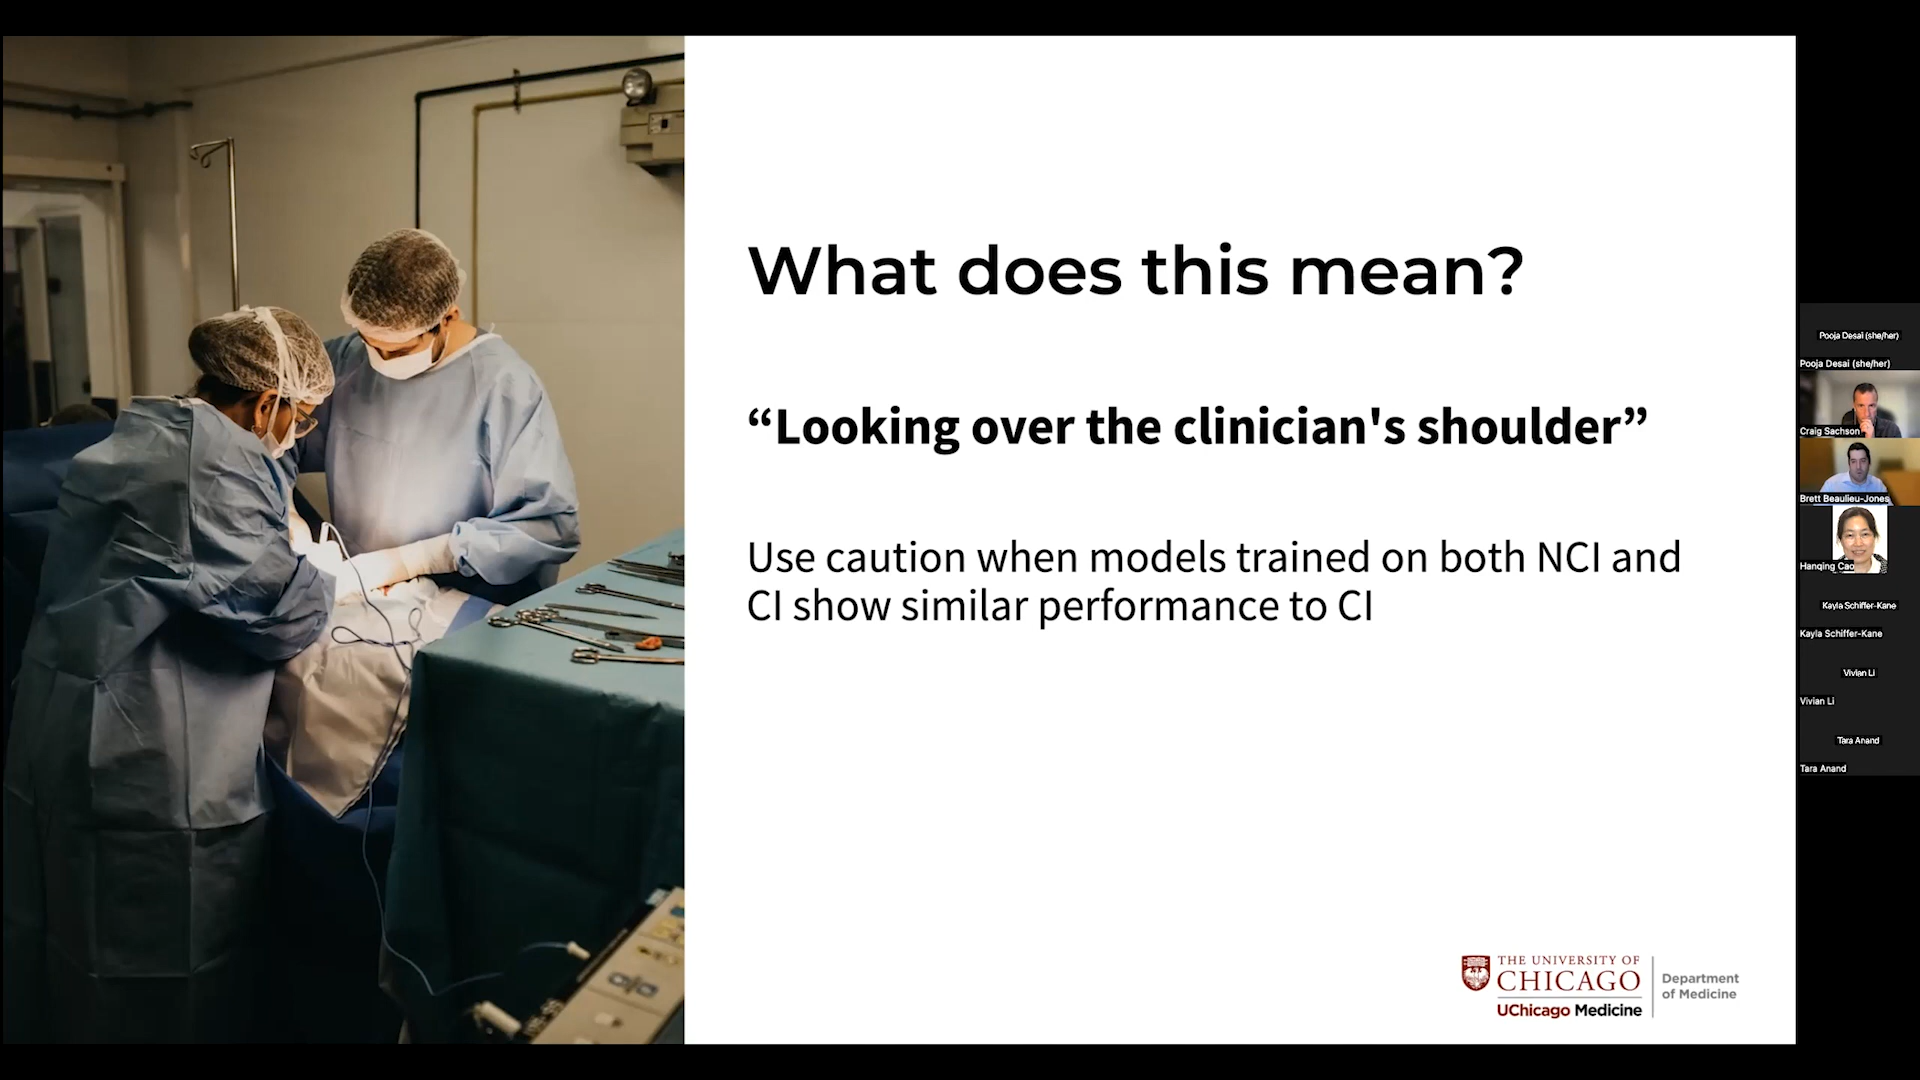 What does this mean?
“Looking over the clinician's shoulder”
Use caution when models trained on both NCI and
CI show similar performance to CI
THE UNIVERSITY OF
CHICAGO
UChicago Medicine
Department
of Medicine
Pooja Desai (she/her)
Pooja Desai (she/her)
Craig Sachson
Brett Beaulieu-Jones
Hanqing Cao
Kayla Schiffer-Kane
Kayla Schiffer-Kane
Vivian Li
Vivian Li
Tara Anand
Tara Anand